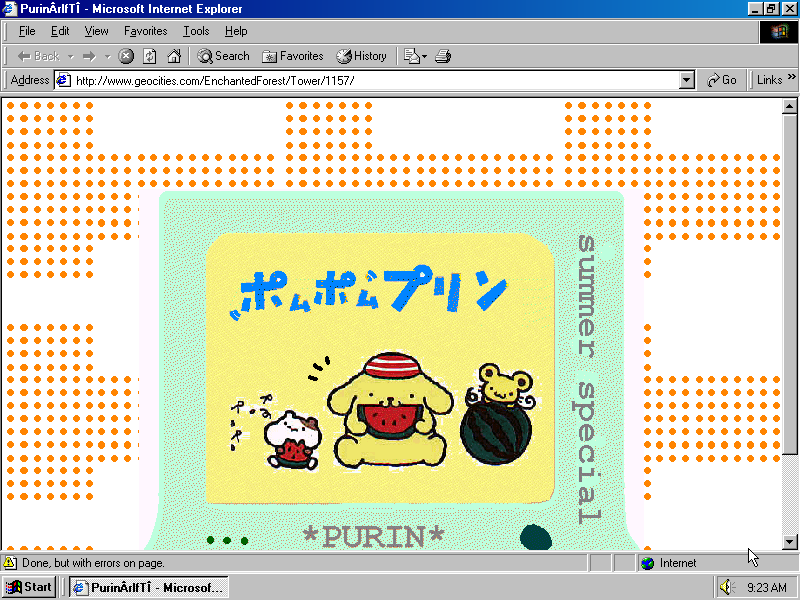 PurinÂrIfTÎ - Microsoft Internet Explorer
File Edit View Favorites Tools Help
Back Search Favorites History
Address http://www.geocities.com/EnchantedForest/Tower/1157/ Go Links »
ポムポムプリン
summer special
*PURIN*
Done, but with errors on page. Internet
Start PurinÂrIfTÎ - Microsof... 9:23 AM